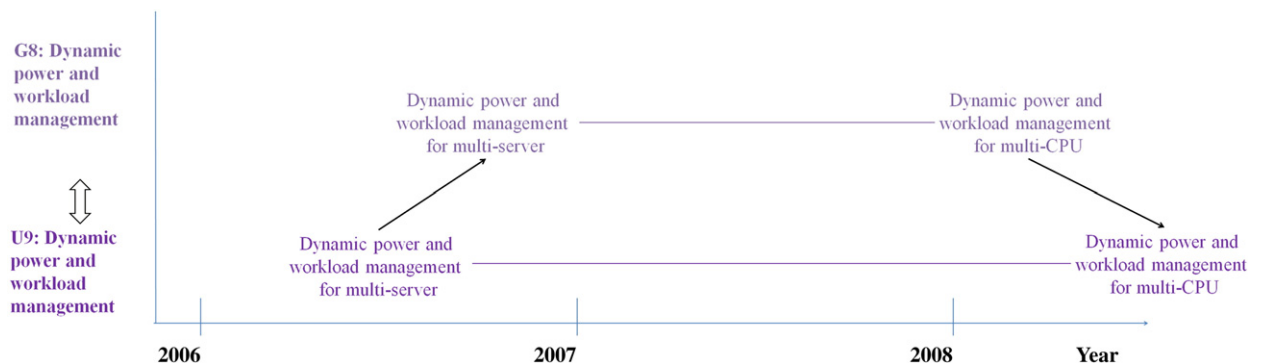 G8: Dynamic
power and
workload
management
Dynamic power and
workload management
for multi-server
Dynamic power and
workload management
for multi-CPU
U9: Dynamic
power and
workload
management
Dynamic power and
workload management
for multi-server
Dynamic power and
workload management
for multi-CPU
2006
2007
2008
Year